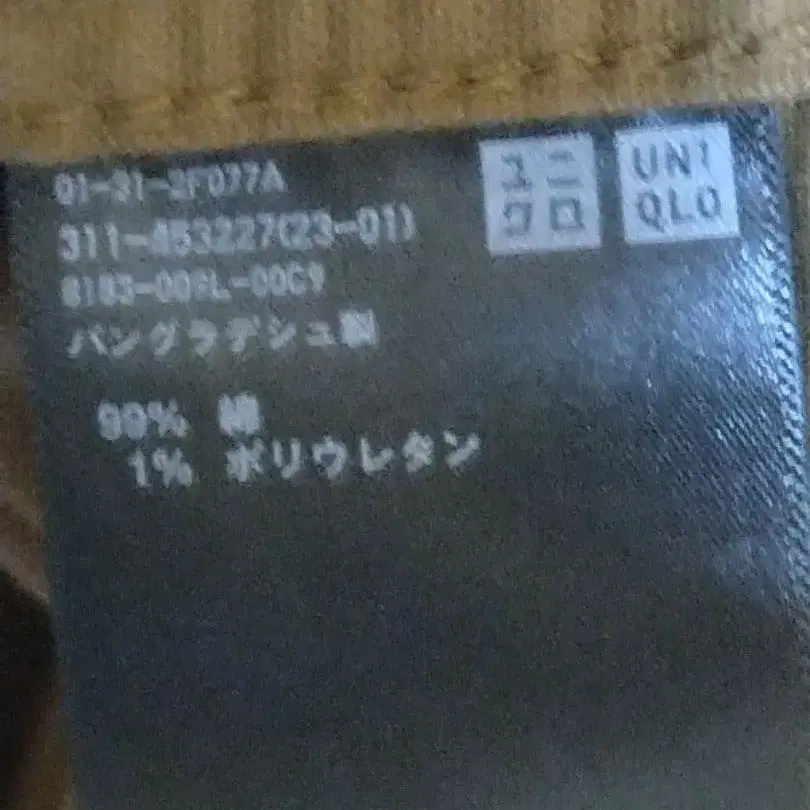 ユニ
クロ
UNI
QLO
311-453227(23-01)
バングラデシュ製
99% 綿
1% ポリウレタン